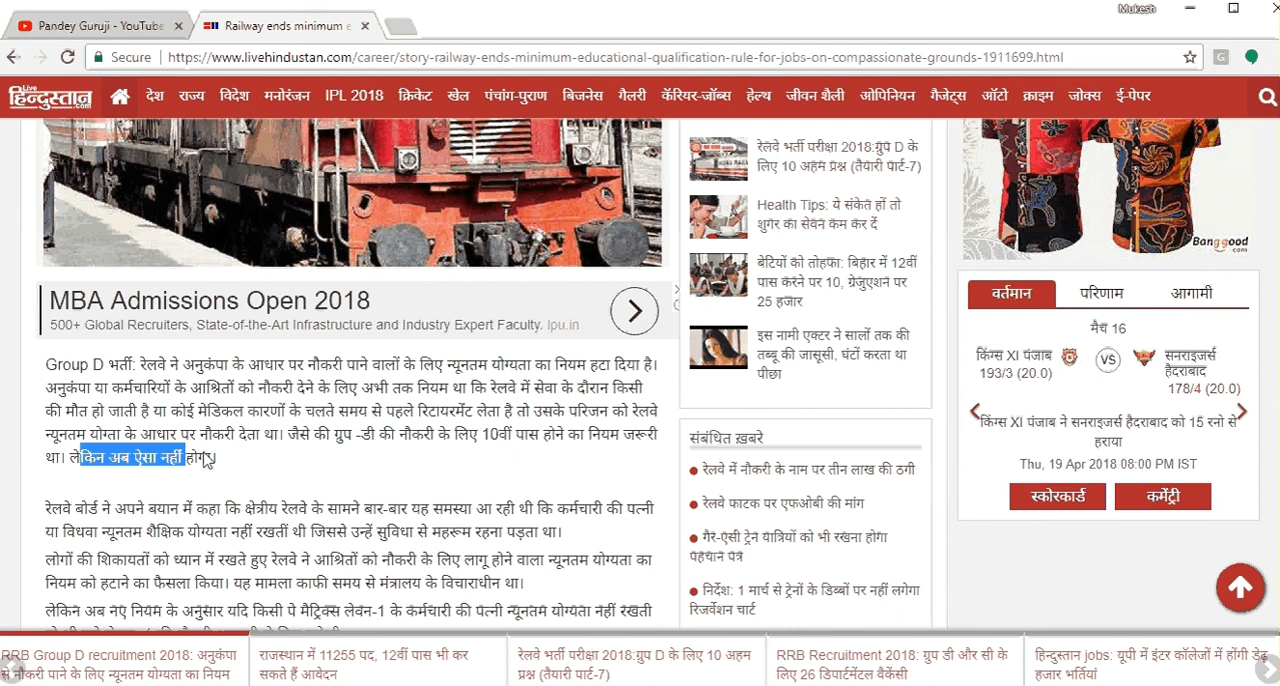 Mukesh
Pandey Guruji - YouTube
Railway ends minimum e
Secure
https://www.livehindustan.com/career/story-railway-ends-minimum-educational-qualification-rule-for-jobs-on-compassionate-grounds-1911699.html
Live
हिन्दुस्तान
.com
देश राज्य विदेश मनोरंजन IPL 2018 क्रिकेट खेल पंचांग-पुराण बिजनेस गैलरी कॅरियर-जॉब्स हेल्थ जीवन शैली ओपिनियन गैजेट्स ऑटो क्राइम जोक्स ई-पेपर
MBA Admissions Open 2018
500+ Global Recruiters, State-of-the-Art Infrastructure and Industry Expert Faculty. lpu.in
Group D भर्ती: रेलवे ने अनुकंपा के आधार पर नौकरी पाने वालों के लिए न्यूनतम योग्यता का नियम हटा दिया है।
अनुकंपा या कर्मचारियों के आश्रितों को नौकरी देने के लिए अभी तक नियम था कि रेलवे में सेवा के दौरान किसी
की मौत हो जाती है या कोई मेडिकल कारणों के चलते समय से पहले रिटायरमेंट लेता है तो उसके परिजन को रेलवे
न्यूनतम योग्ता के आधार पर नौकरी देता था। जैसे की ग्रुप -डी की नौकरी के लिए 10वीं पास होने का नियम जरूरी
था। लेकिन अब ऐसा नहीं होगा।
रेलवे बोर्ड ने अपने बयान में कहा कि क्षेत्रीय रेलवे के सामने बार-बार यह समस्या आ रही थी कि कर्मचारी की पत्नी
या विधवा न्यूनतम शैक्षिक योग्यता नहीं रखतीं थी जिससे उन्हें सुविधा से महरूम रहना पड़ता था।
लोगों की शिकायतों को ध्यान में रखते हुए रेलवे ने आश्रितों को नौकरी के लिए लागू होने वाला न्यूनतम योग्यता का
नियम को हटाने का फैसला किया। यह मामला काफी समय से मंत्रालय के विचाराधीन था।
लेकिन अब नए नियम के अनुसार यदि किसी पे मैट्रिक्स लेवन-1 के कर्मचारी की पत्नी न्यूनतम योग्यता नहीं रखती
रेलवे भर्ती परीक्षा 2018:ग्रुप D के
लिए 10 अहम प्रश्न (तैयारी पार्ट-7)
Health Tips: ये संकेत हों तो
शुगर का सेवन कम कर दें
बेटियों को तोहफा: बिहार में 12वीं
पास करने पर 10, ग्रेजुएशन पर
25 हजार
इस नामी एक्टर ने सालों तक की
तब्बू की जासूसी, घंटों करता था
पीछा
संबंधित ख़बरे
रेलवे में नौकरी के नाम पर तीन लाख की ठगी
रेलवे फाटक पर एफओबी की मांग
गैर-ऐसी ट्रेने यात्रियों को भी रखना होगा
पहचान पत्र
निर्देश: 1 मार्च से ट्रेनों के डिब्बों पर नहीं लगेगा
रिजर्वेशन चार्ट
Banggood
.com
वर्तमान परिणाम आगामी
मैच 16
किंग्स XI पंजाब
193/3 (20.0)
VS
सनराइजर्स
हैदराबाद
178/4 (20.0)
किंग्स XI पंजाब ने सनराइजर्स हैदराबाद को 15 रनो से
हराया
Thu, 19 Apr 2018 08:00 PM IST
स्कोरकार्ड कमेंट्री
RRB Group D recruitment 2018: अनुकंपा
से नौकरी पाने के लिए न्यूनतम योग्यता का नियम
राजस्थान में 11255 पद, 12वीं पास भी कर
सकते हैं आवेदन
रेलवे भर्ती परीक्षा 2018:ग्रुप D के लिए 10 अहम
प्रश्न (तैयारी पार्ट-7)
RRB Recruitment 2018: ग्रुप डी और सी के
लिए 26 डिपार्टमेंटल वैकेंसी
हिन्दुस्तान jobs: यूपी में इंटर कॉलेजों में होंगी डेढ़
हजार भर्तियां